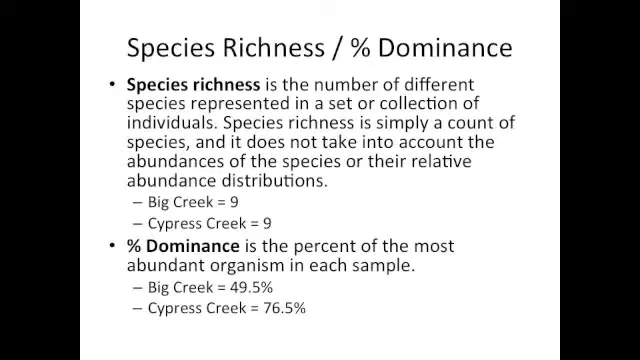 Species Richness / % Dominance
• Species richness is the number of different
species represented in a set or collection of
individuals. Species richness is simply a count of
species, and it does not take into account the
abundances of the species or their relative
abundance distributions.
– Big Creek = 9
– Cypress Creek = 9
• % Dominance is the percent of the most
abundant organism in each sample.
– Big Creek = 49.5%
– Cypress Creek = 76.5%